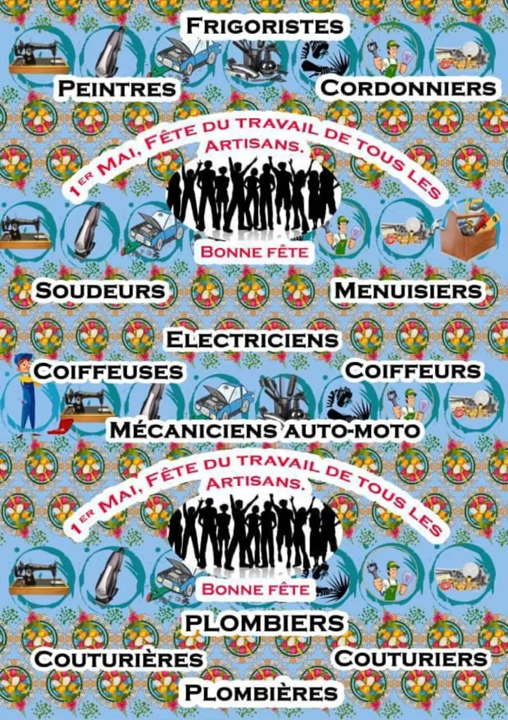 Frigoristes
Peintres
Cordonniers
1er Mai, Fête du travail de tous les
Artisans.
Bonne fête
Soudeurs
Menuisiers
Electriciens
Coiffeuses
Coiffeurs
Mécaniciens auto-moto
1er Mai, Fête du travail de tous les
Artisans.
Bonne fête
PLOMBIERS
Couturières
Couturiers
Plombières